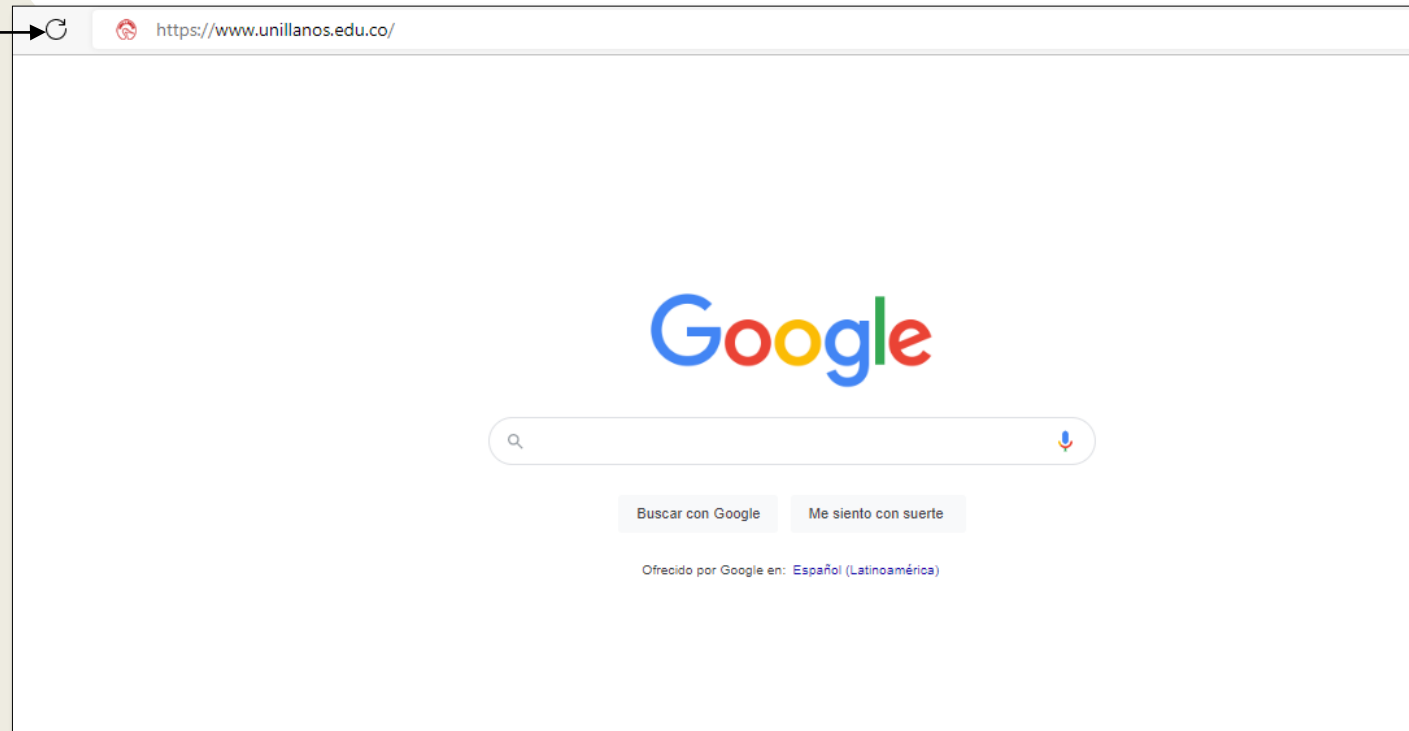 https://www.unillanos.edu.co/
Google
Buscar con Google Me siento con suerte
Ofrecido por Google en: Español (Latinoamérica)